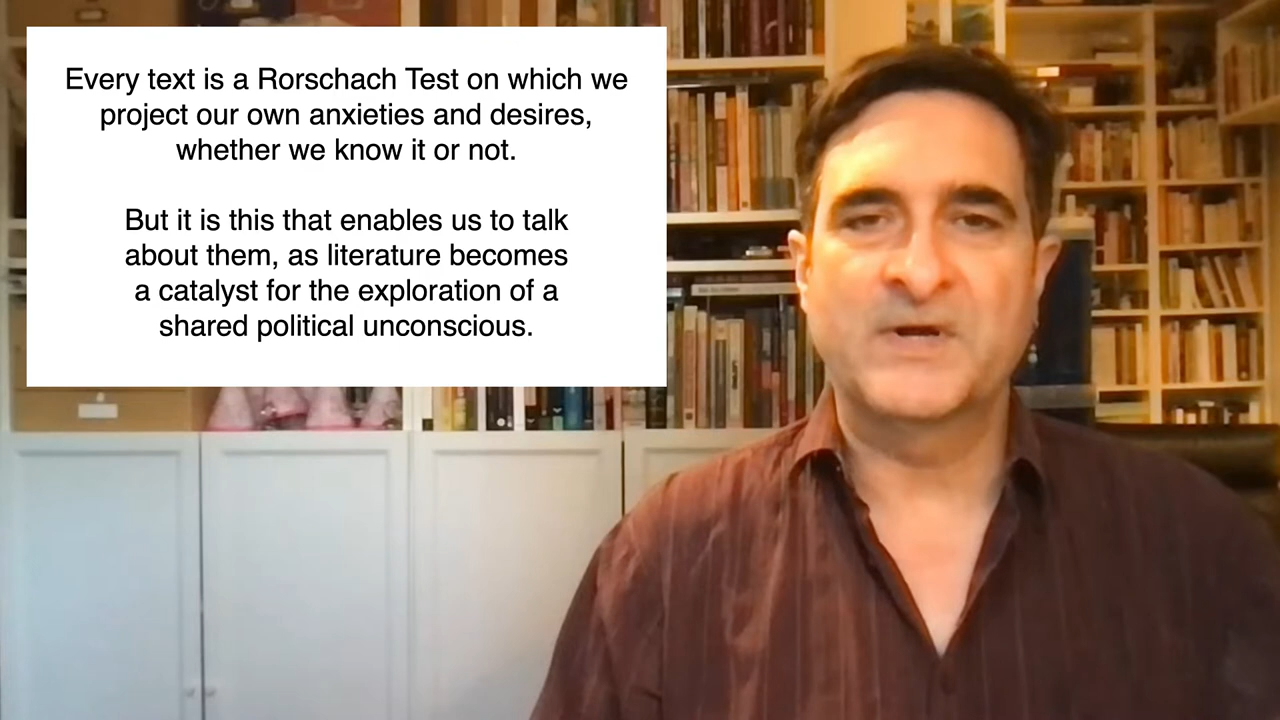 Every text is a Rorschach Test on which we
project our own anxieties and desires,
whether we know it or not.
But it is this that enables us to talk
about them, as literature becomes
a catalyst for the exploration of a
shared political unconscious.